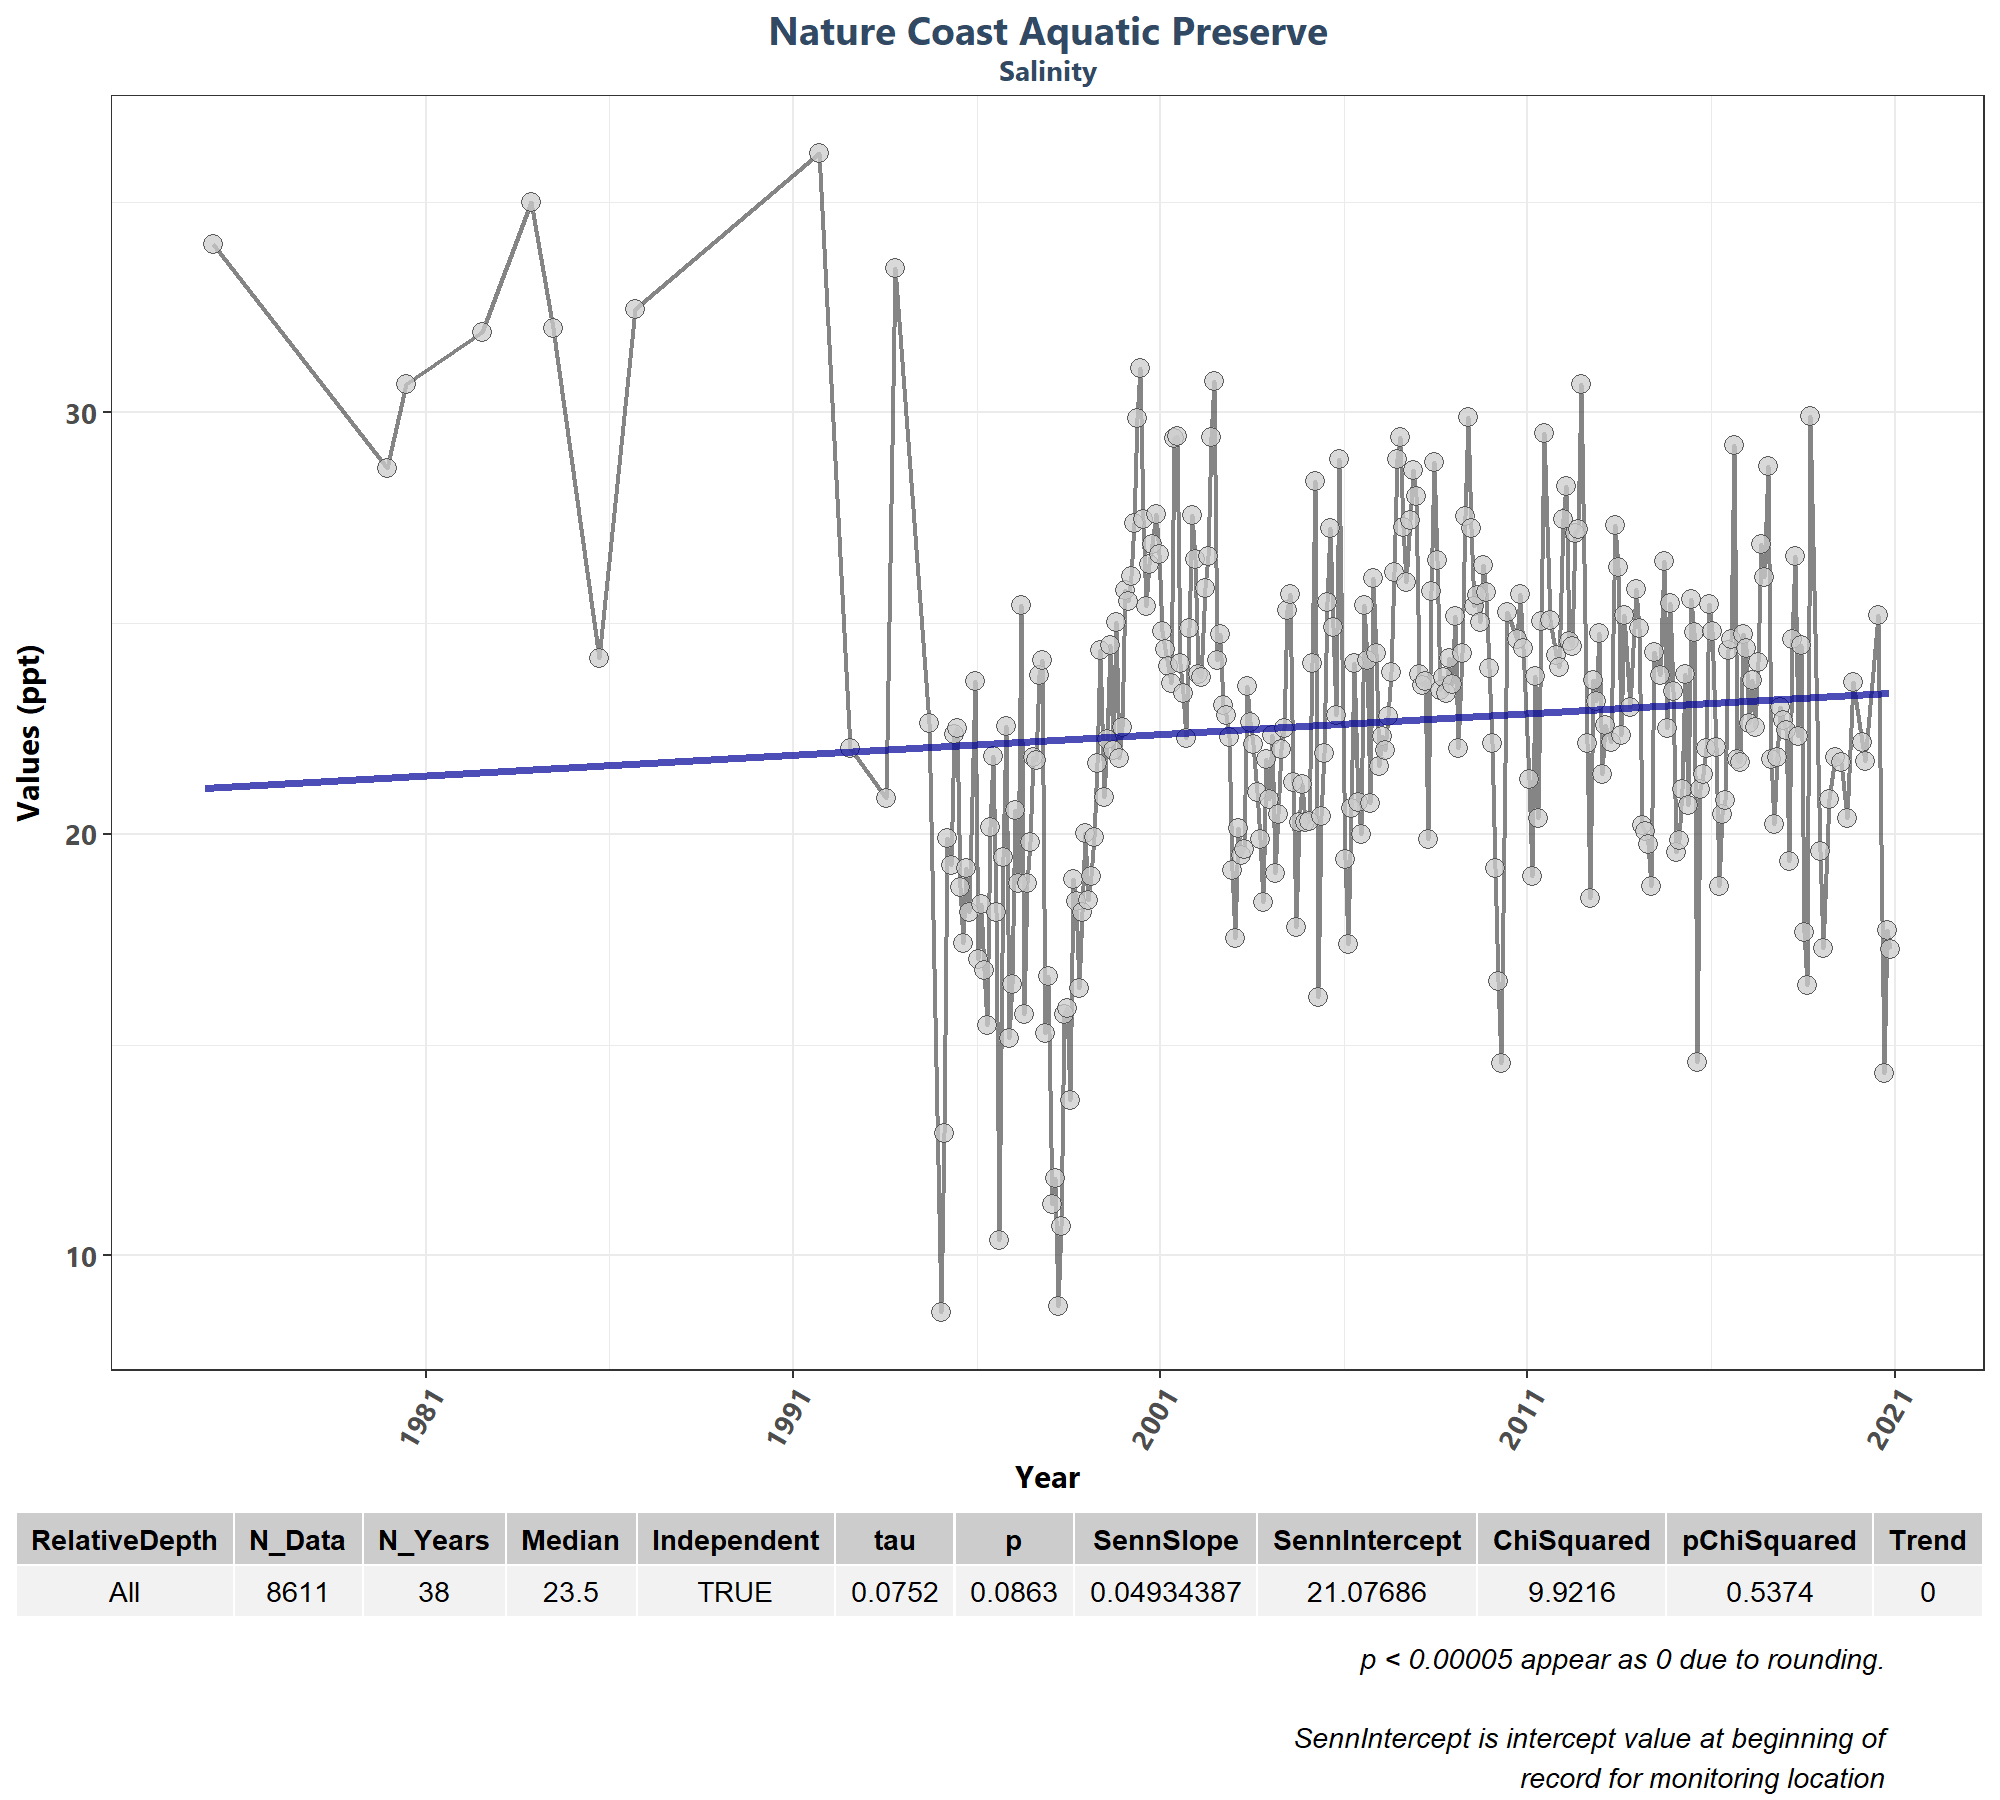 Nature Coast Aquatic Preserve
Salinity
Values (ppt)
30
20
10
1981
1991
2001
2011
2021
Year
RelativeDepth N_Data N_Years Median Independent tau p SennSlope SennIntercept ChiSquared pChiSquared Trend
All 8611 38 23.5 TRUE 0.0752 0.0863 0.04934387 21.07686 9.9216 0.5374 0
p < 0.00005 appear as 0 due to rounding.
SennIntercept is intercept value at beginning of
record for monitoring location